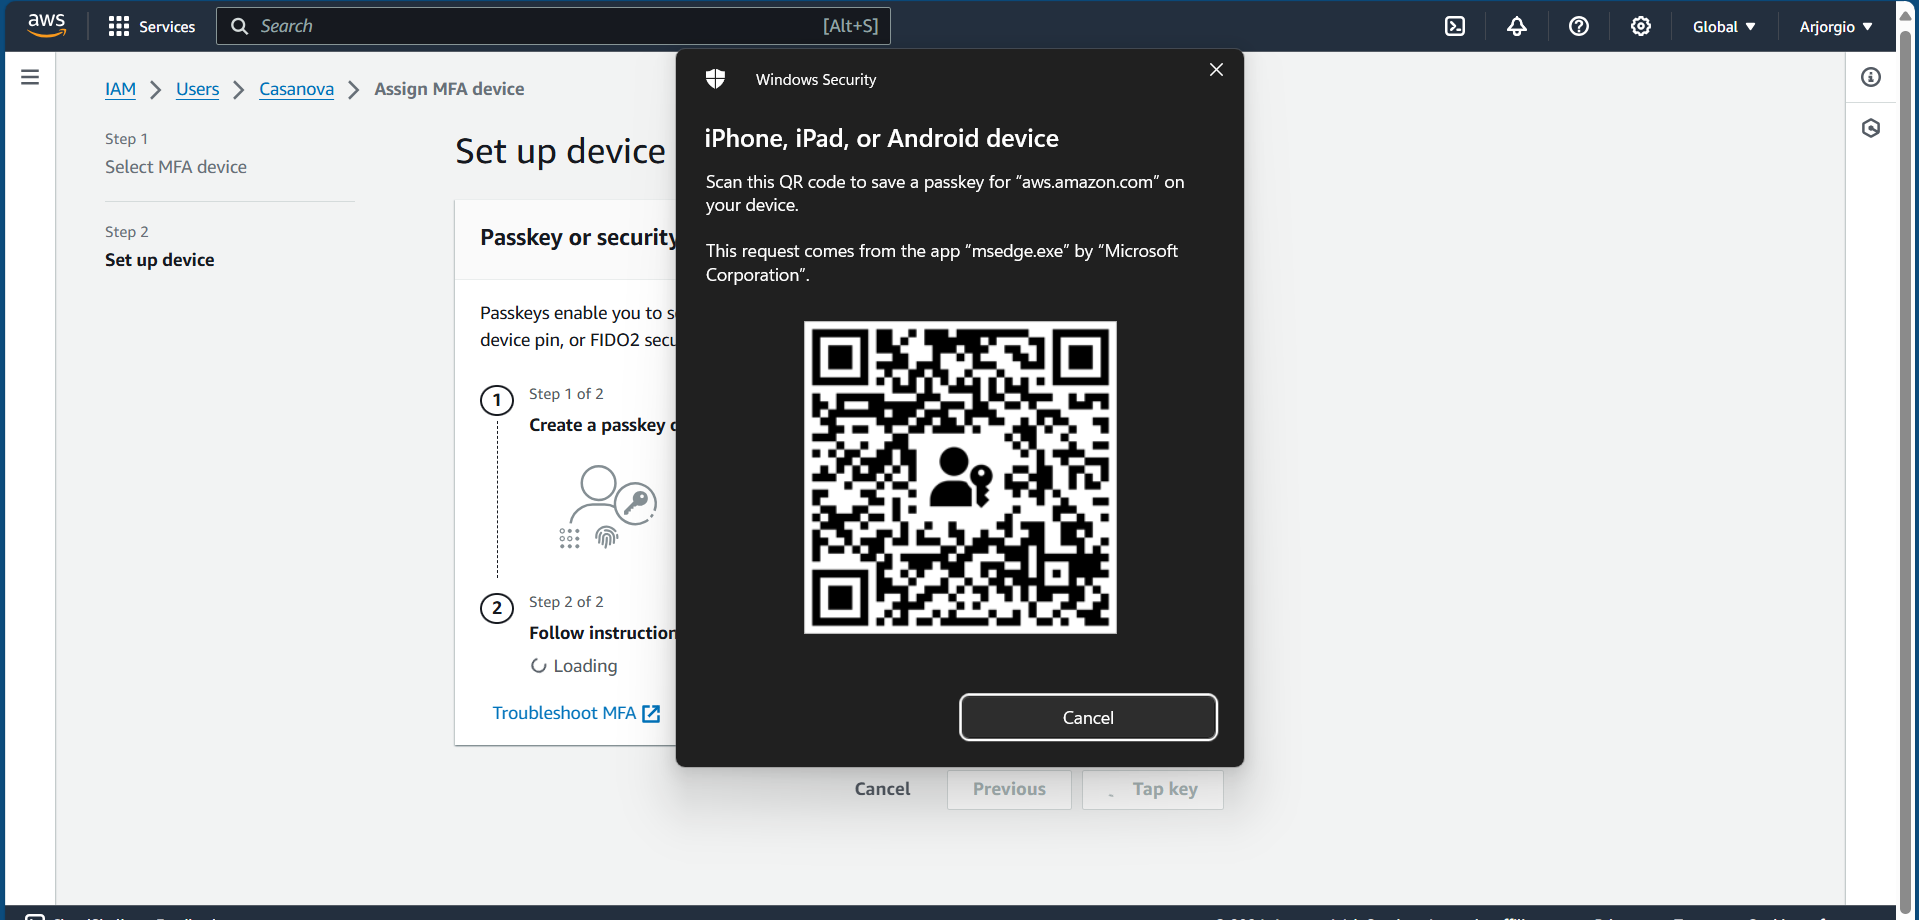 aws
Services
Search
[Alt+S]
Global
Arjorgio
IAM
Users
Casanova
Assign MFA device
Step 1
Select MFA device
Step 2
Set up device
Set up device
Passkey or security
Passkeys enable you to s
device pin, or FIDO2 secu
1
Step 1 of 2
Create a passkey
2
Step 2 of 2
Follow instruction
Loading
Troubleshoot MFA
Windows Security
iPhone, iPad, or Android device
Scan this QR code to save a passkey for “aws.amazon.com” on
your device.
This request comes from the app “msedge.exe” by “Microsoft
Corporation”.
Cancel
Cancel
Previous
Tap key